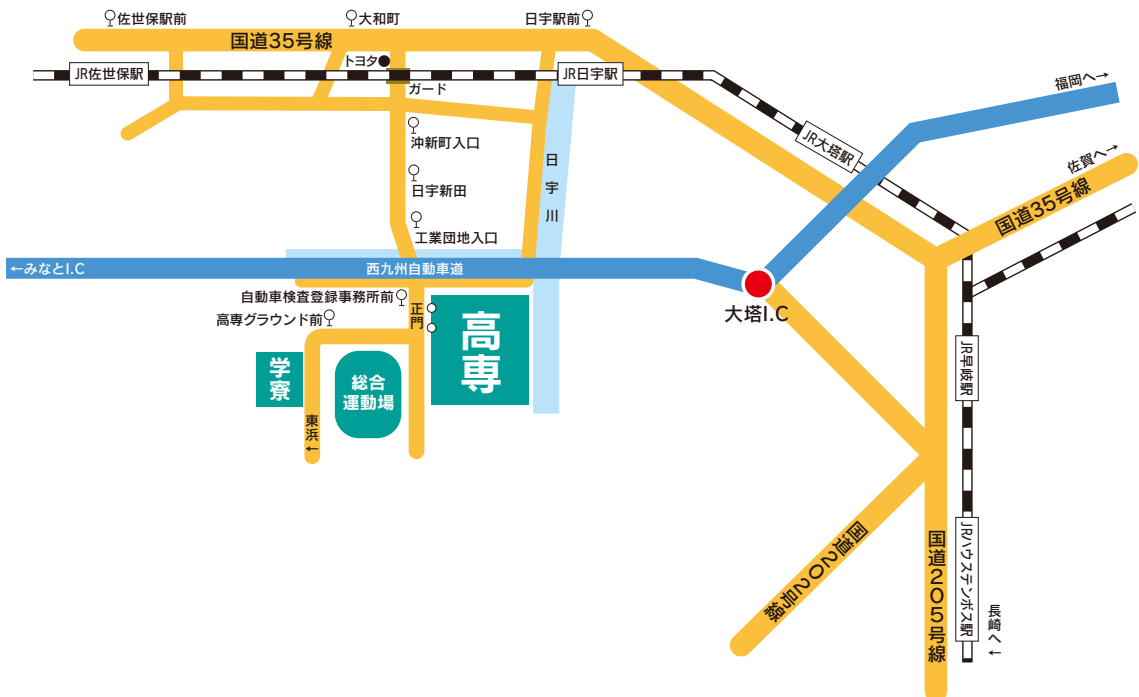 佐世保駅前
大和町
日宇駅前
国道35号線
トヨタ
JR佐世保駅
JR日宇駅
ガード
福岡へ→
沖新町入口
JR大塔駅
佐賀へ→
日宇川
日宇新田
国道35号線
工業団地入口
←みなとI.C
西九州自動車道
大塔I.C
自動車検査登録事務所前
高専グラウンド前
正門
高専
学寮
総合
運動場
東浜←
JR早岐駅
国道202号線
国道205号線
JRハウステンボス駅
長崎へ←